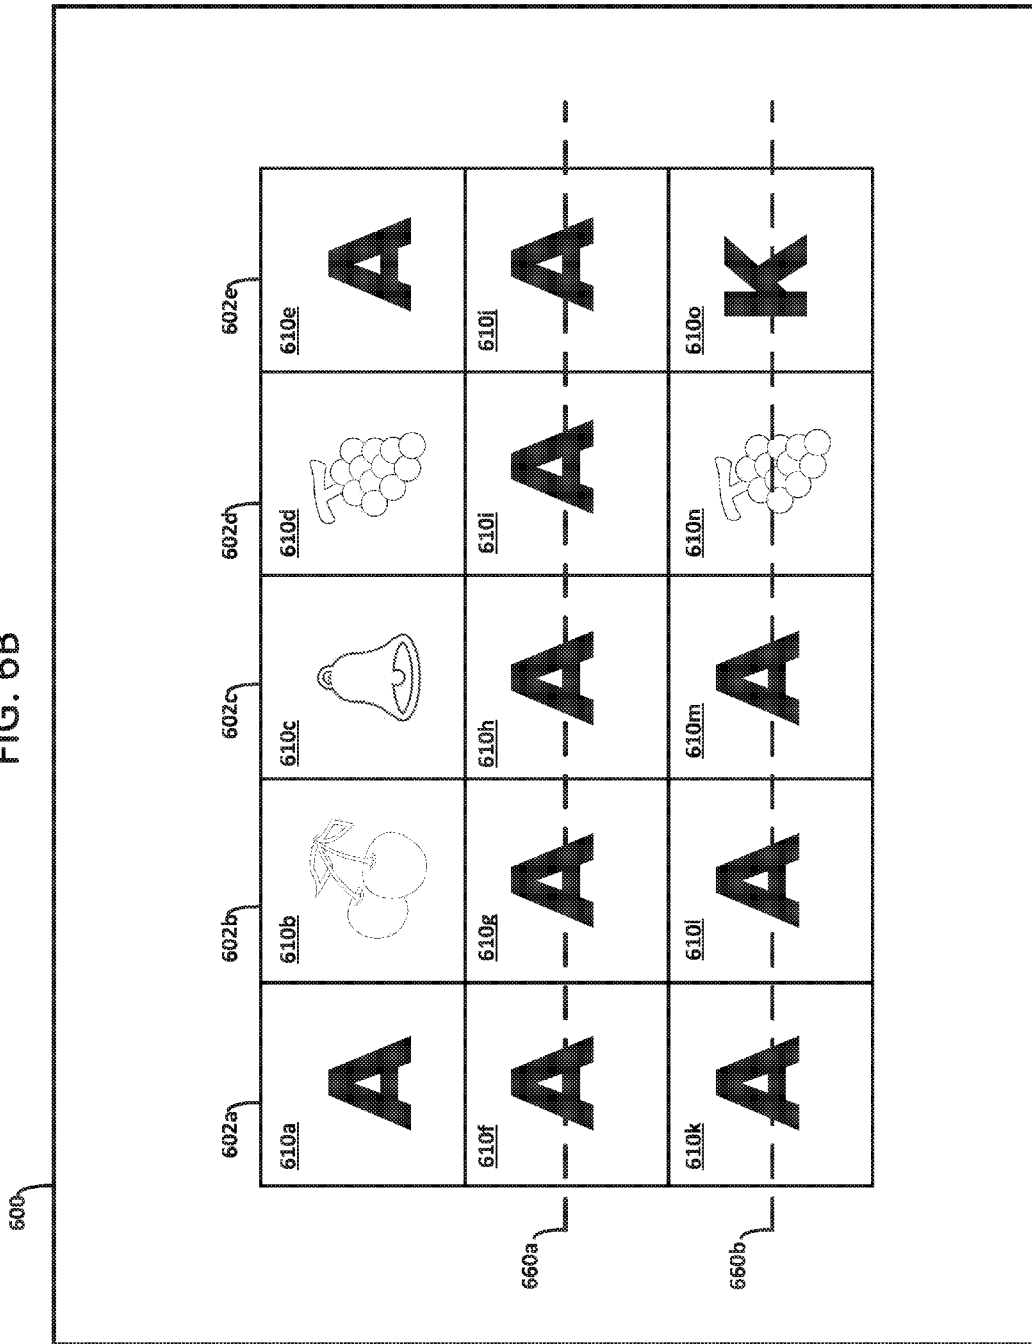 FIG. 6B
600
602a 602b 602c 602d 602e
610a 610b 610c 610d 610e
A A
660a
610f 610g 610h 610i 610j
A A A A A
660b
610k 610l 610m 610n 610o
A A A K